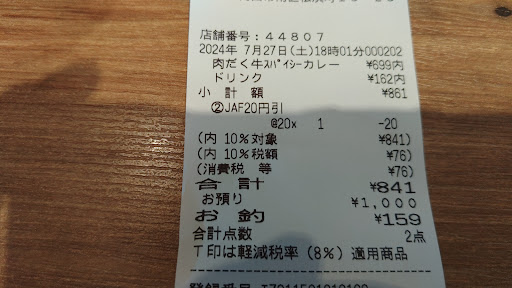 店舗番号:44807
2024年 7月27日(土)18時01分000202
肉だく牛ｽﾊﾟｲｼｰカレー ¥699内
ドリンク ¥162内
小 計 額 ¥861
②JAF20円引
@20x 1 -20
(内 10%対象 ¥841)
(内 10%税額 ¥76)
(消費税 等 ¥76)
合 計 ¥841
お預り ¥1,000
お 釣 ¥159
合計点数 2点
T印は軽減税率(8%)適用商品